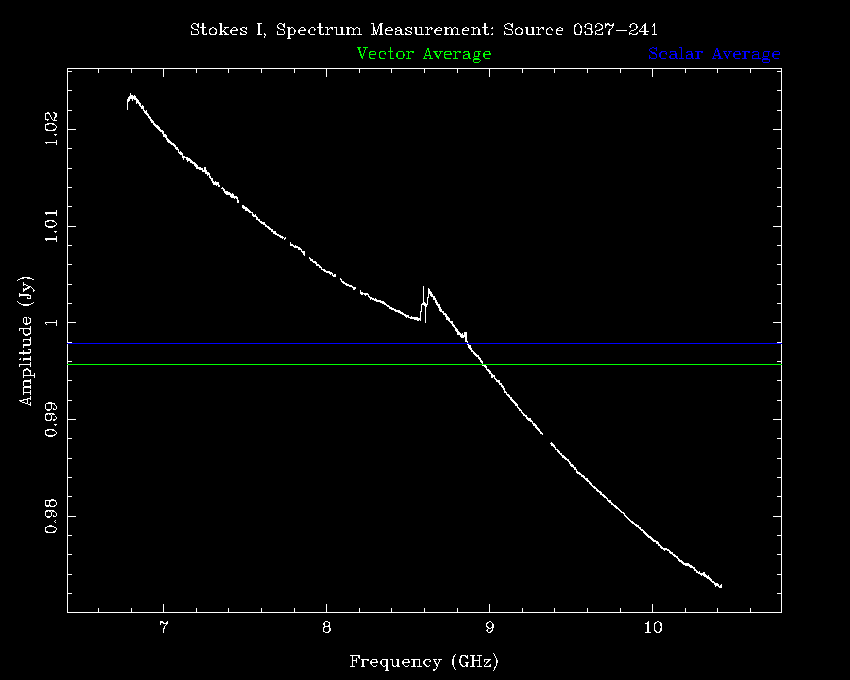 Stokes I, Spectrum Measurement: Source 0327-241
Vector Average
Scalar Average
1.02
1.01
1
0.99
0.98
Amplitude (Jy)
7
8
9
10
Frequency (GHz)